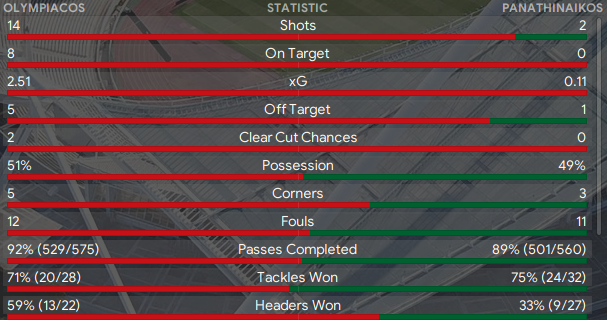 OLYMPIACOS STATISTIC PANATHINAIKOS
14 Shots 2
8 On Target 0
2.51 xG 0.11
5 Off Target 1
2 Clear Cut Chances 0
51% Possession 49%
5 Corners 3
12 Fouls 11
92% (529/575) Passes Completed 89% (501/560)
71% (20/28) Tackles Won 75% (24/32)
59% (13/22) Headers Won 33% (9/27)